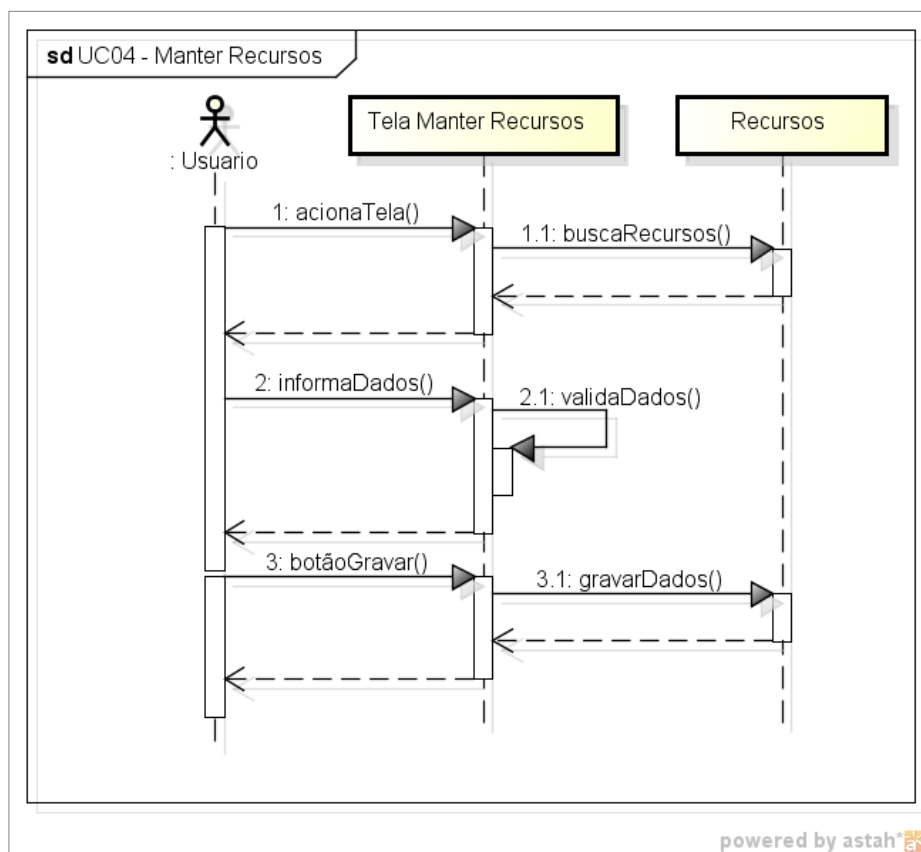 sd UC04 - Manter Recursos
: Usuario
Tela Manter Recursos
Recursos
1: acionaTela()
1.1: buscaRecursos()
2: informaDados()
2.1: validaDados()
3: botãoGravar()
3.1: gravarDados()
powered by astah*